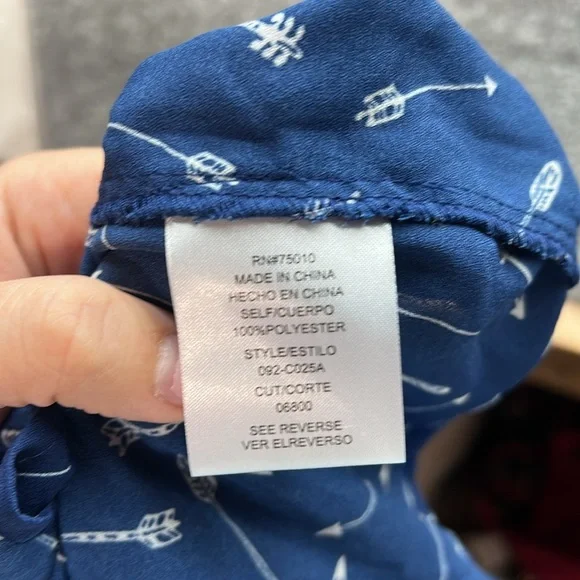 RN#75010
MADE IN CHINA
HECHO EN CHINA
SELF/CUERPO
100%POLYESTER
STYLE/ESTILO
092-C025A
CUT/CORTE
06800
SEE REVERSE
VER ELREVERSO